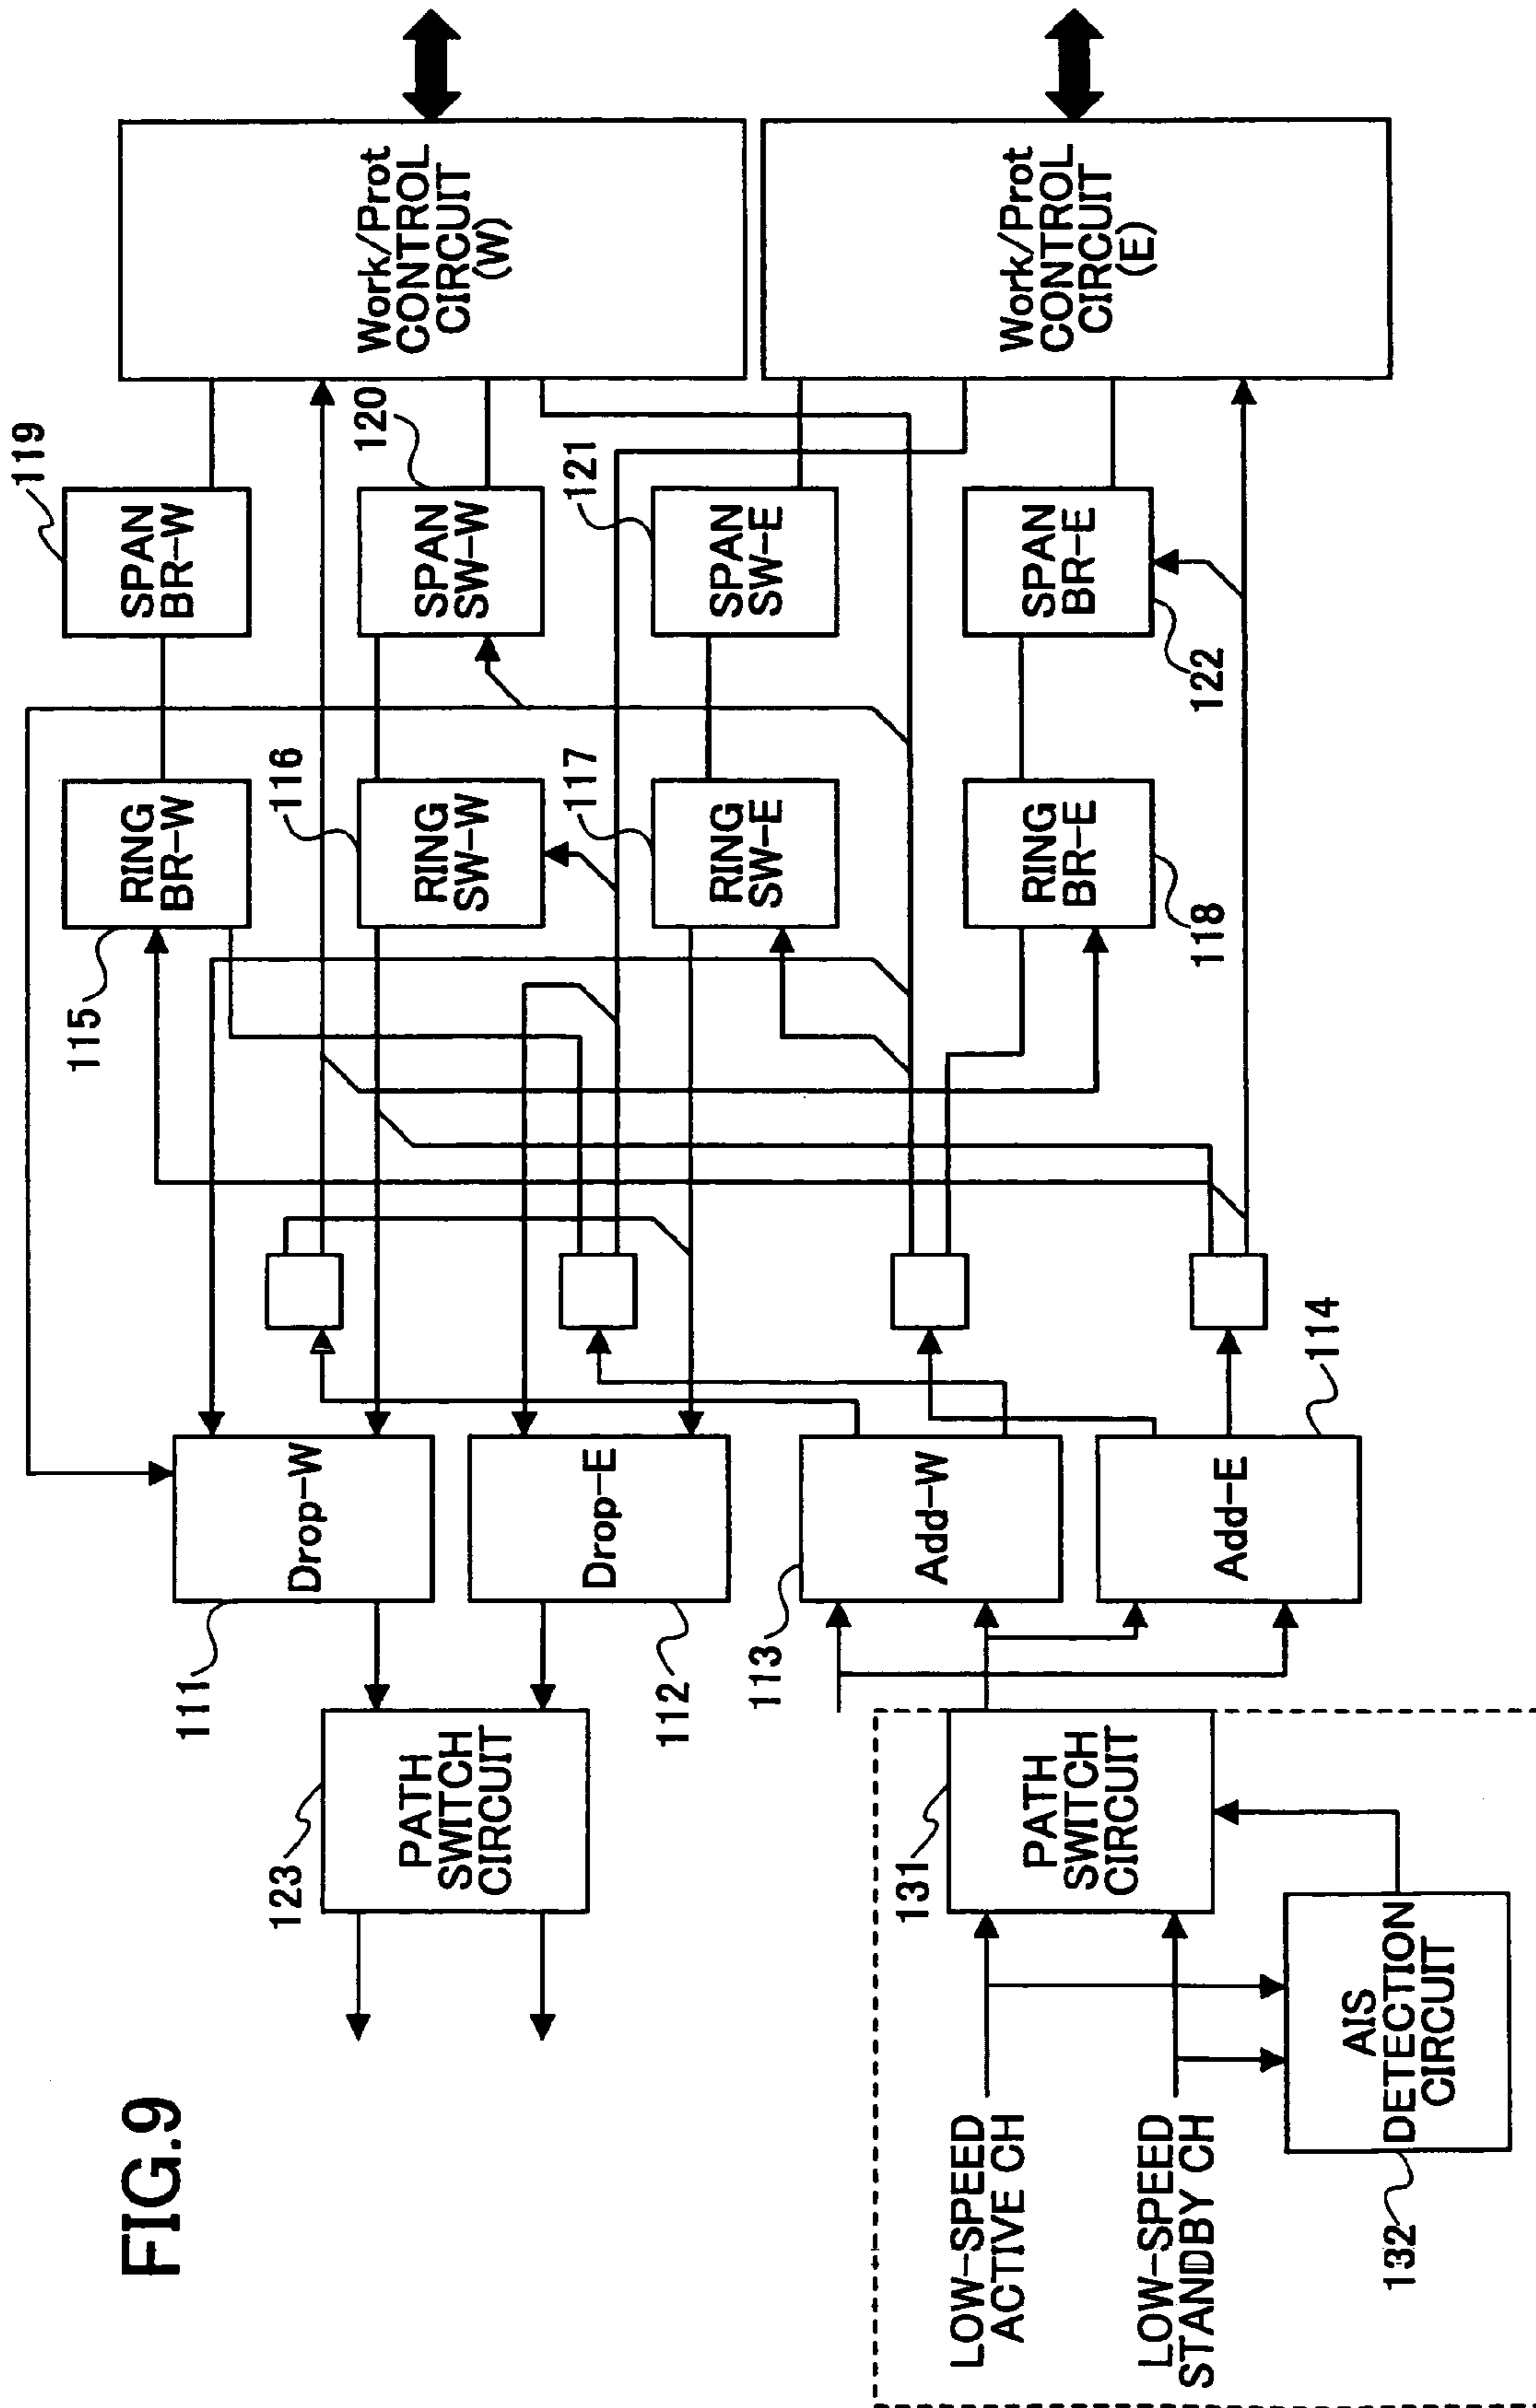 FIG.9
LOW-SPEED
ACTIVE CH
LOW-SPEED
STANDBY CH
132
AIS
DETECTION
CIRCUIT
131
PATH
SWITCH
CIRCUIT
123
PATH
SWITCH
CIRCUIT
111
Drop-W
112
Drop-E
113
Add-W
114
Add-E
115
RING
BR-W
116
RING
SW-W
117
RING
SW-E
118
RING
BR-E
119
SPAN
BR-W
120
SPAN
SW-W
121
SPAN
SW-E
122
SPAN
BR-E
Work/Prot
CONTROL
CIRCUIT
(W)
Work/Prot
CONTROL
CIRCUIT
(E)